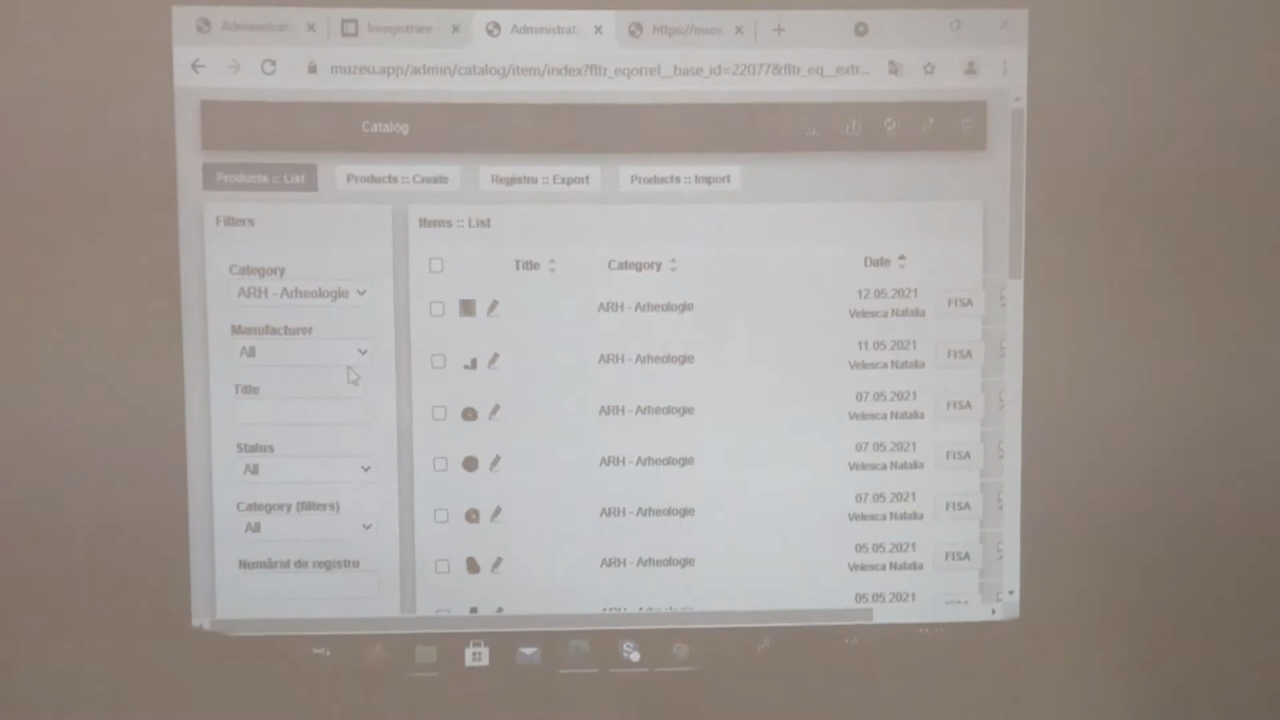 Administrat
Inregistrare
Administrat
https://muze
muzeu.app/admin/catalog/item/index?fltr_eqorrel__base_id=22077&fltr_eq__extr...
Catalog
Products :: List
Products :: Create
Registru :: Export
Products :: Import
Filters
Category
ARH - Arheologie
Manufacturer
All
Title
Status
All
Category (filters)
All
Numărul de registru
Items :: List
Title Category Date
ARH - Arheologie 12.05.2021 FISA
Velesca Natalia
ARH - Arheologie 11.05.2021 FISA
Velesca Natalia
ARH - Arheologie 07.05.2021 FISA
Velesca Natalia
ARH - Arheologie 07.05.2021 FISA
Velesca Natalia
ARH - Arheologie 07.05.2021 FISA
Velesca Natalia
ARH - Arheologie 05.05.2021 FISA
Velesca Natalia
05.05.2021